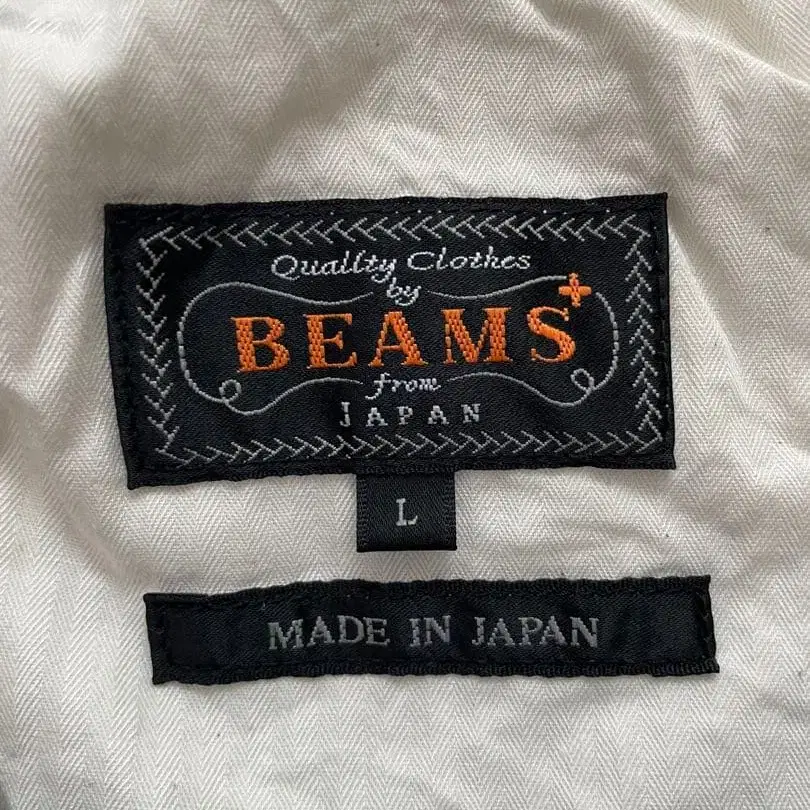 Quality Clothes
by
BEAMS+
from
JAPAN
L
MADE IN JAPAN